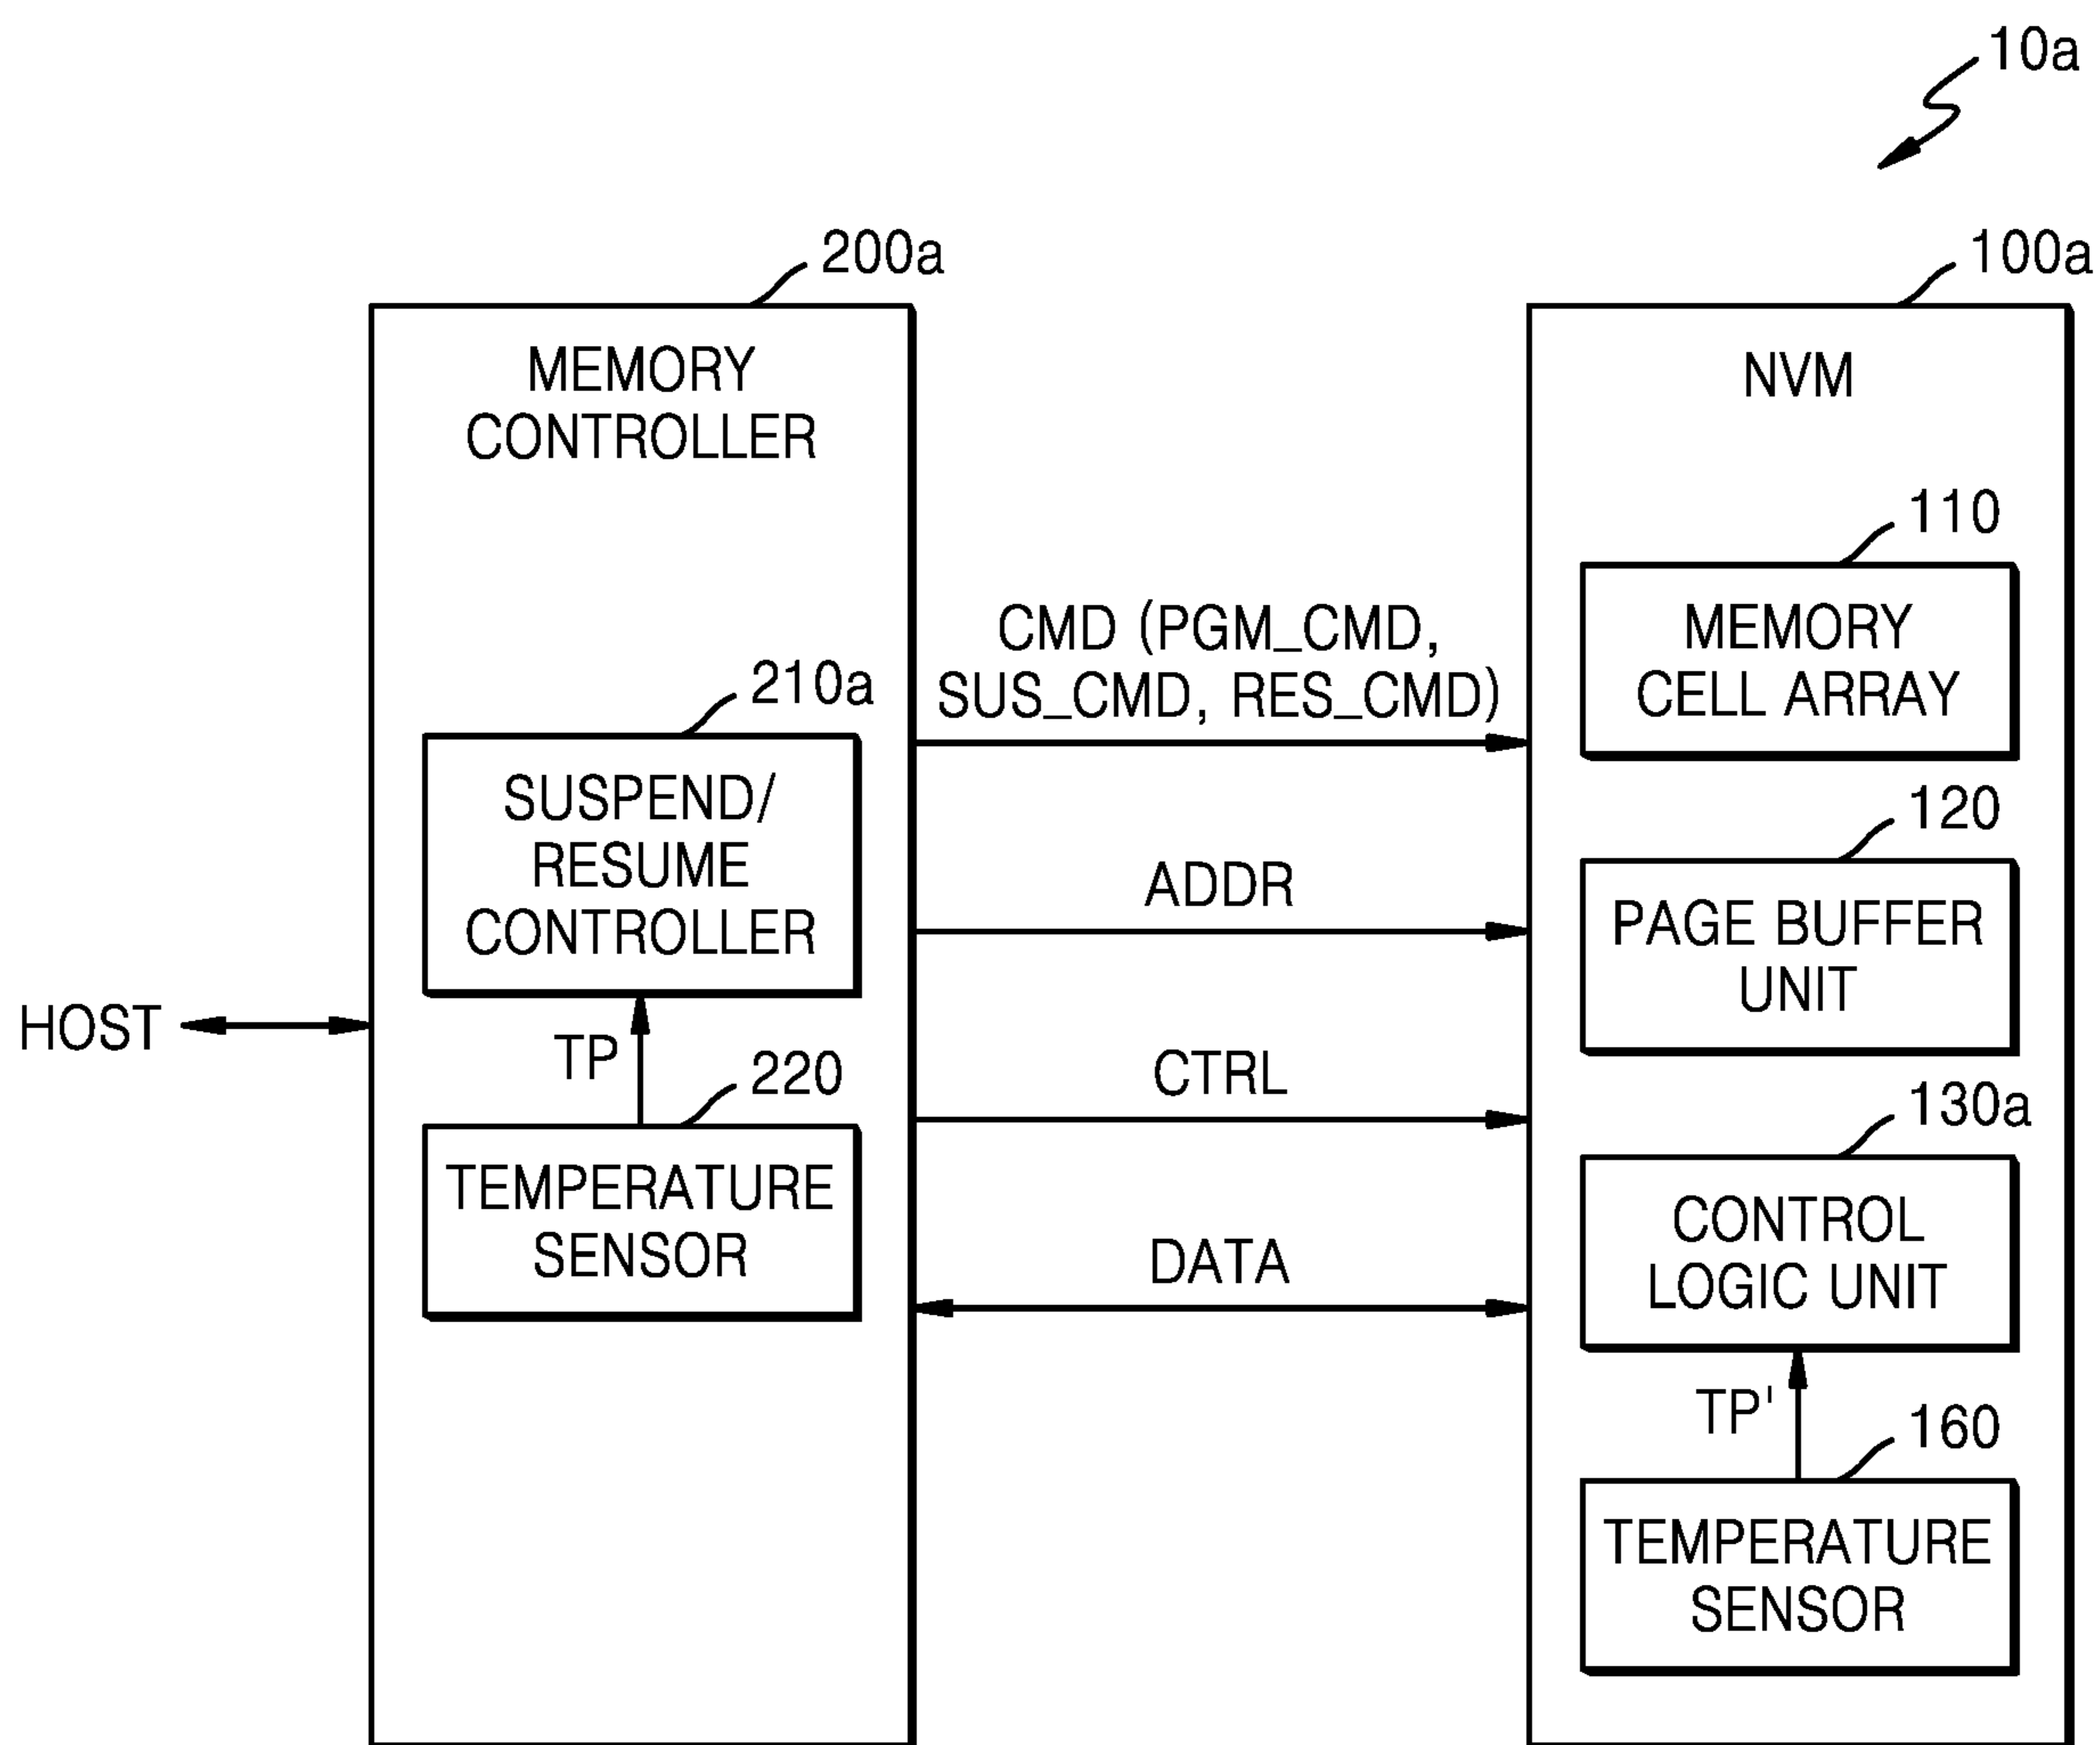 10a
200a
100a
MEMORY
CONTROLLER
NVM
110
CMD (PGM_CMD,
SUS_CMD, RES_CMD)
MEMORY
CELL ARRAY
210a
SUSPEND/
RESUME
CONTROLLER
120
ADDR
PAGE BUFFER
UNIT
HOST
TP
220
CTRL
130a
TEMPERATURE
SENSOR
DATA
CONTROL
LOGIC UNIT
TP'
160
TEMPERATURE
SENSOR